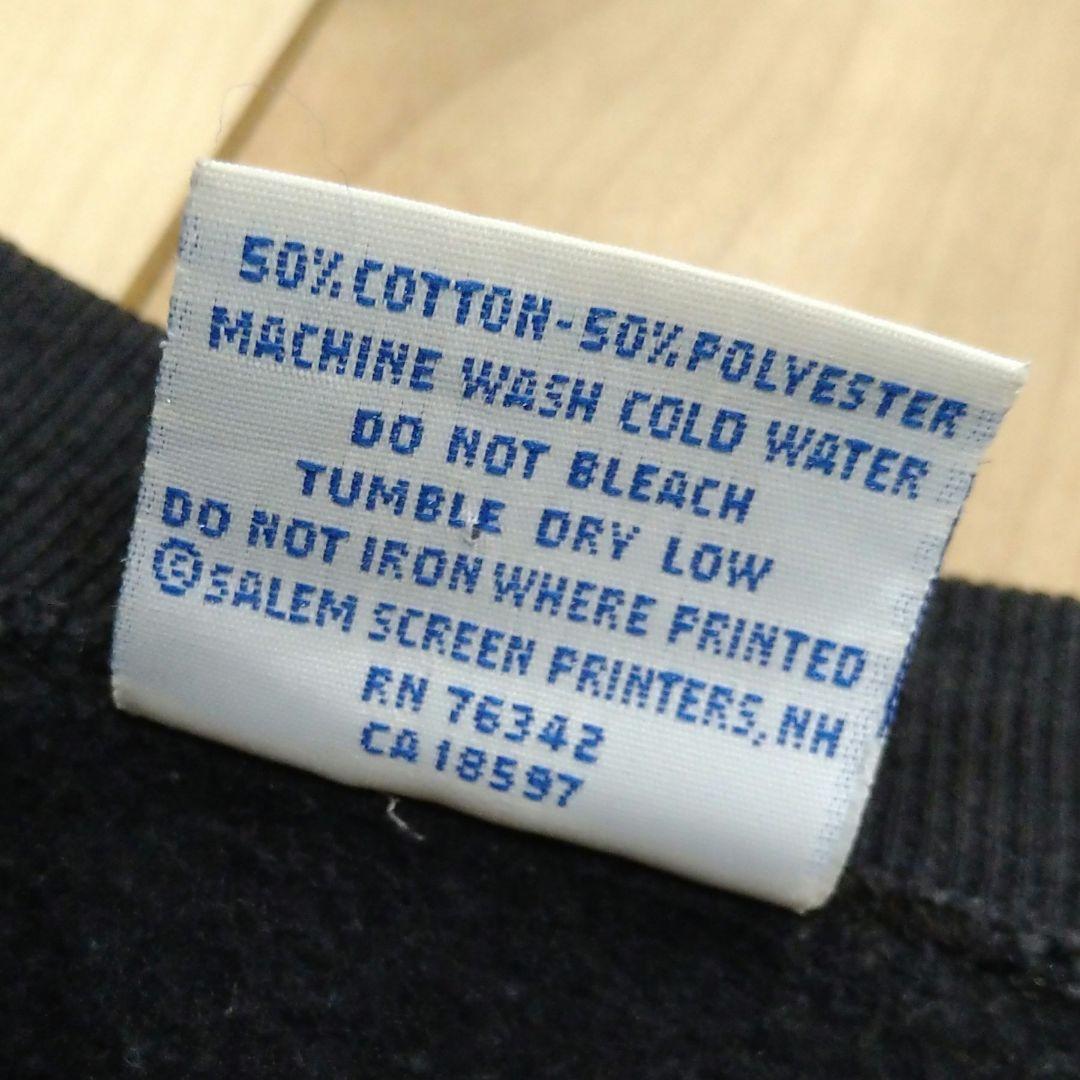 50% COTTON-50% POLYESTER
MACHINE WASH COLD WATER
DO NOT BLEACH
TUMBLE DRY LOW
DO NOT IRON WHERE PRINTED
©SALEM SCREEN PRINTERS, NH
RN 76342
CA 18597